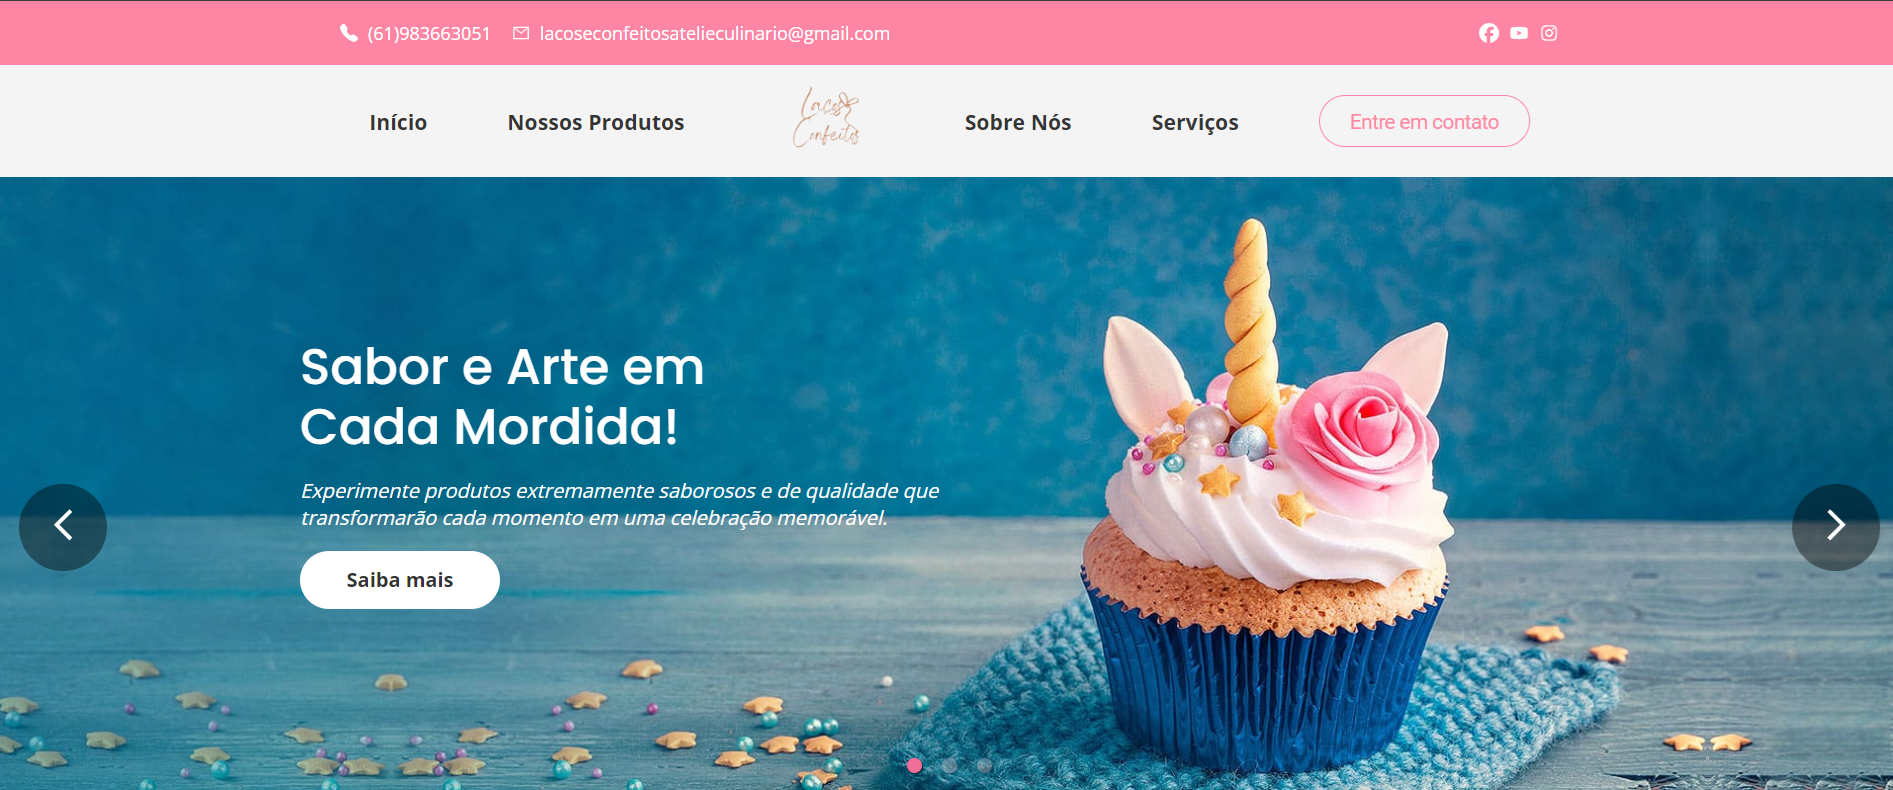 (61)983663051 lacoseconfeitosatelieculinario@gmail.com
Início Nossos Produtos Laços Confeitos Sobre Nós Serviços Entre em contato
Sabor e Arte em
Cada Mordida!
Experimente produtos extremamente saborosos e de qualidade que
transformarão cada momento em uma celebração memorável.
Saiba mais